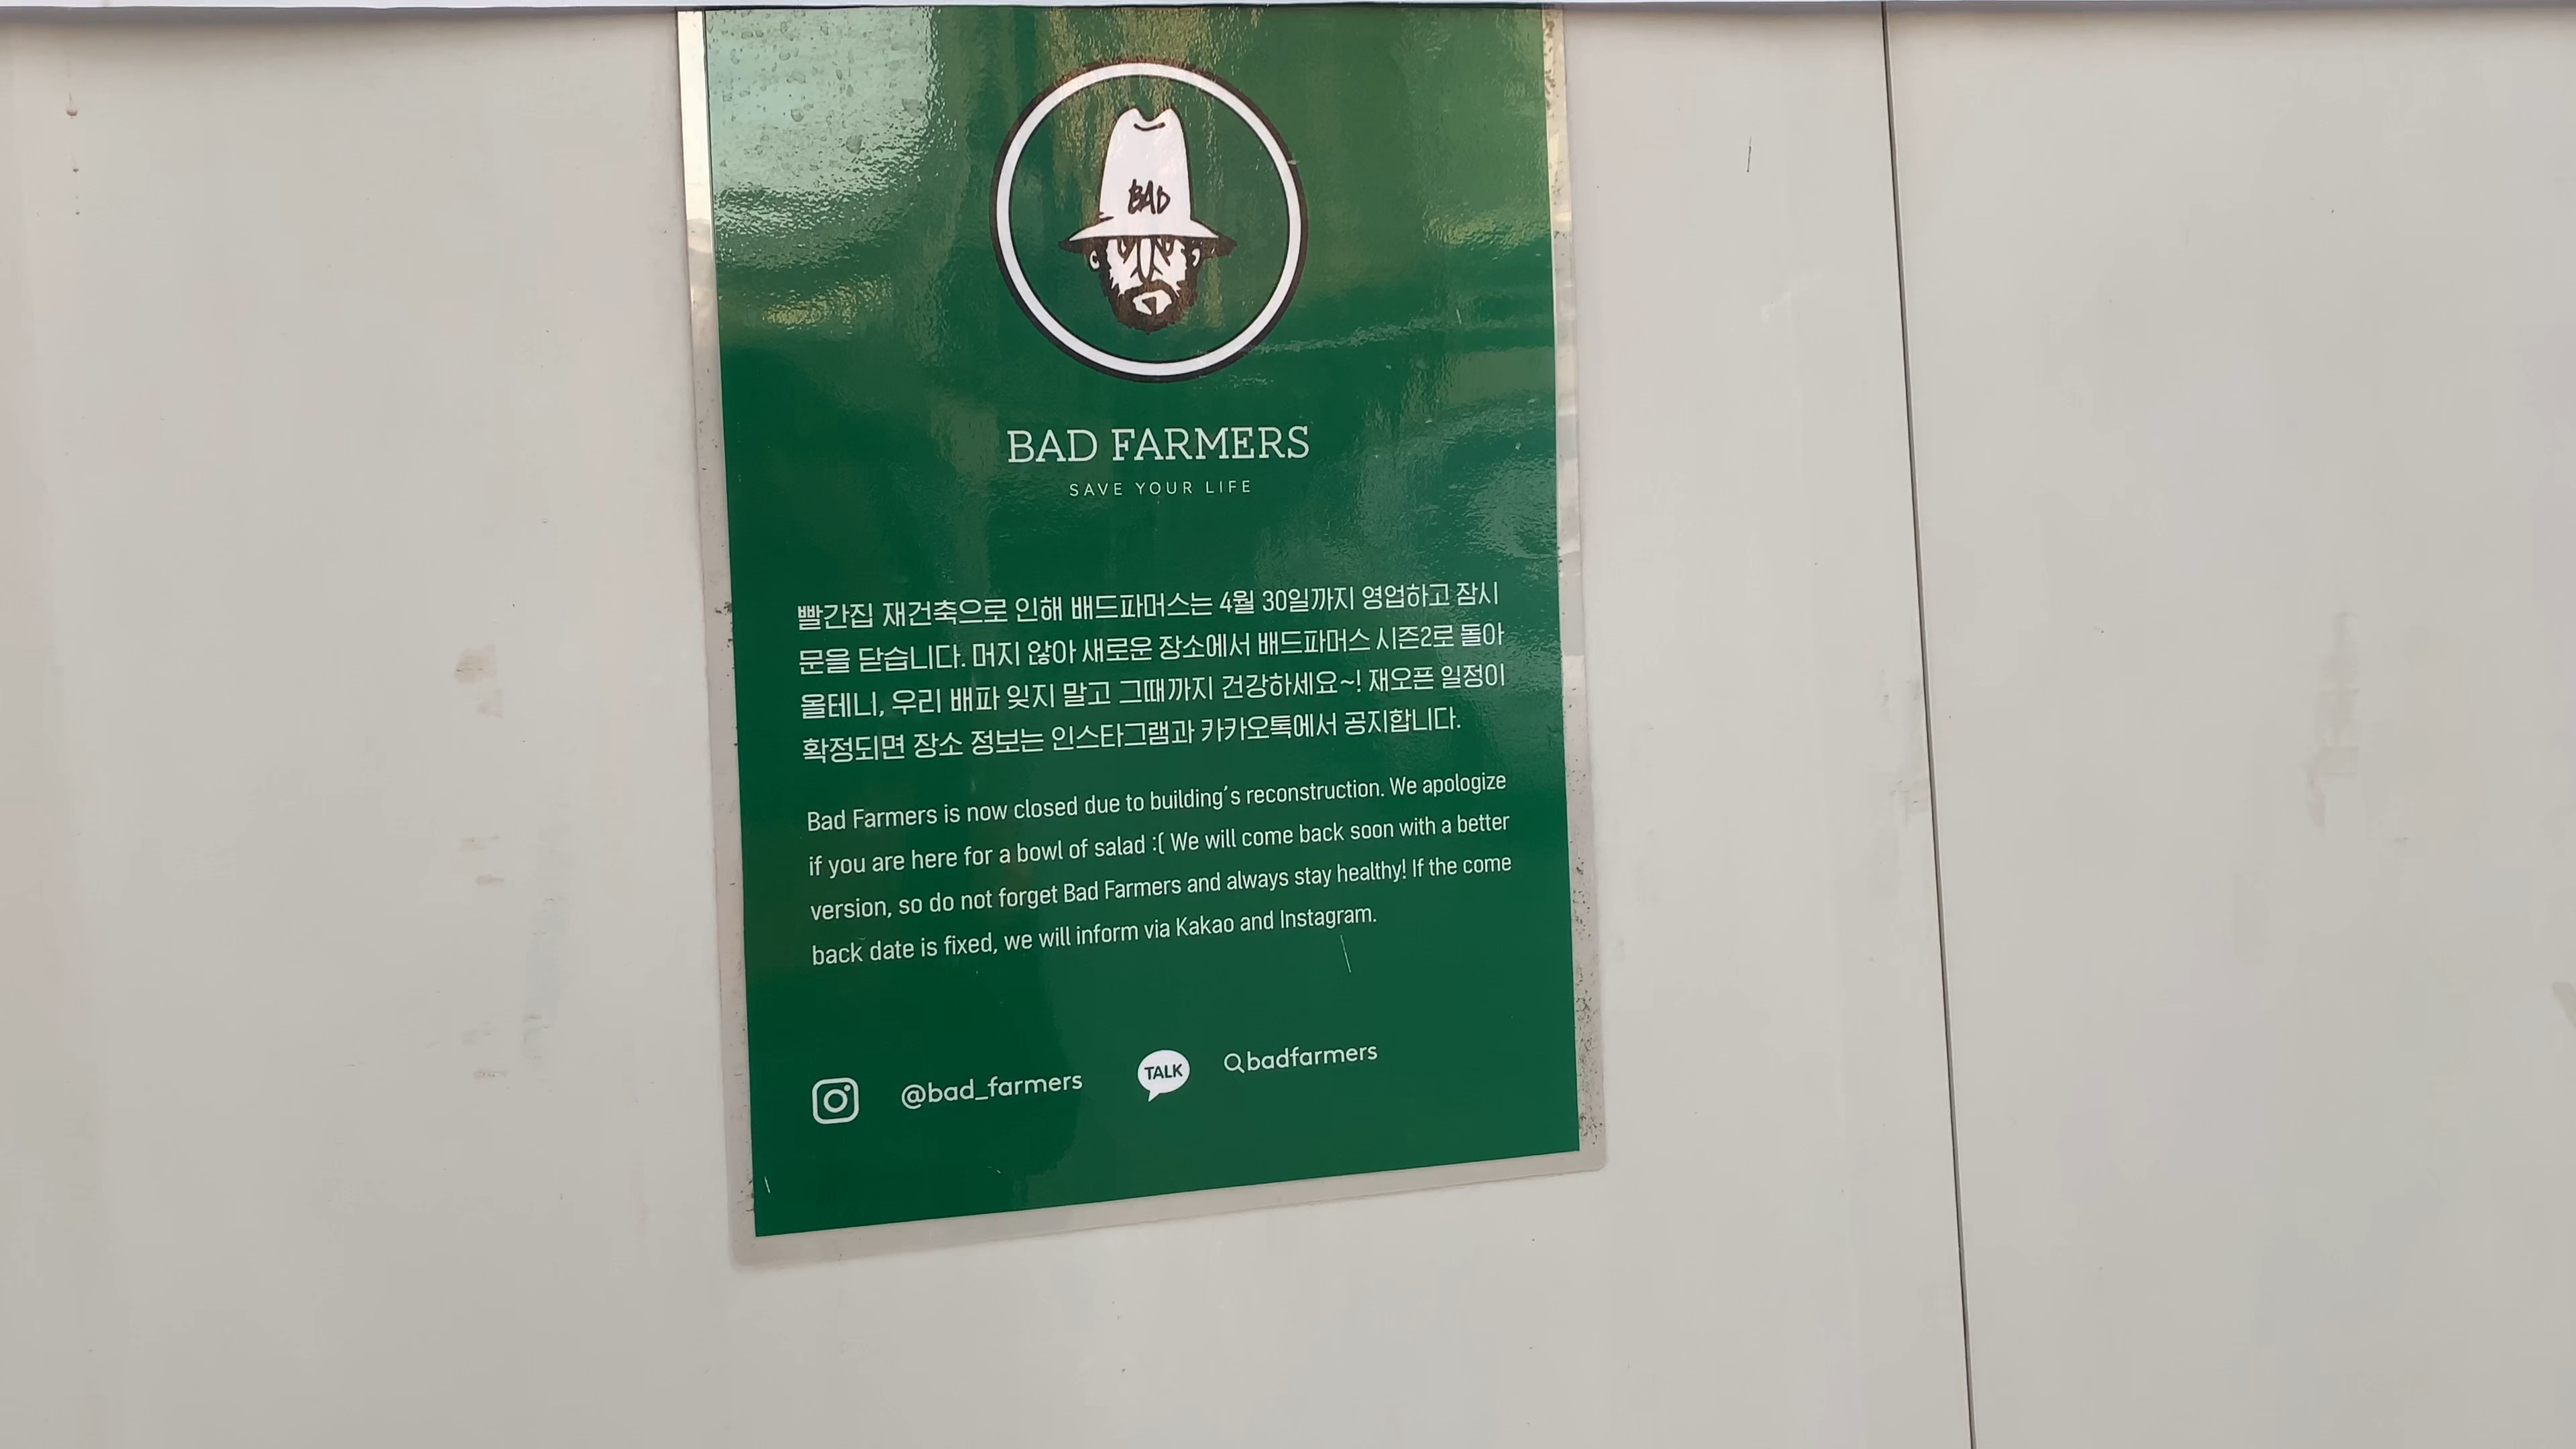 BAD
BAD FARMERS
SAVE YOUR LIFE
빨간집 재건축으로 인해 배드파머스는 4월 30일까지 영업하고 잠시
문을 닫습니다. 머지 않아 새로운 장소에서 배드파머스 시즌2로 돌아
올테니, 우리 배파 잊지 말고 그때까지 건강하세요~! 재오픈 일정이
확정되면 장소 정보는 인스타그램과 카카오톡에서 공지합니다.
Bad Farmers is now closed due to building's reconstruction. We apologize
if you are here for a bowl of salad :( We will come back soon with a better
version, so do not forget Bad Farmers and always stay healthy! If the come
back date is fixed, we will inform via Kakao and Instagram.
@bad_farmers TALK badfarmers